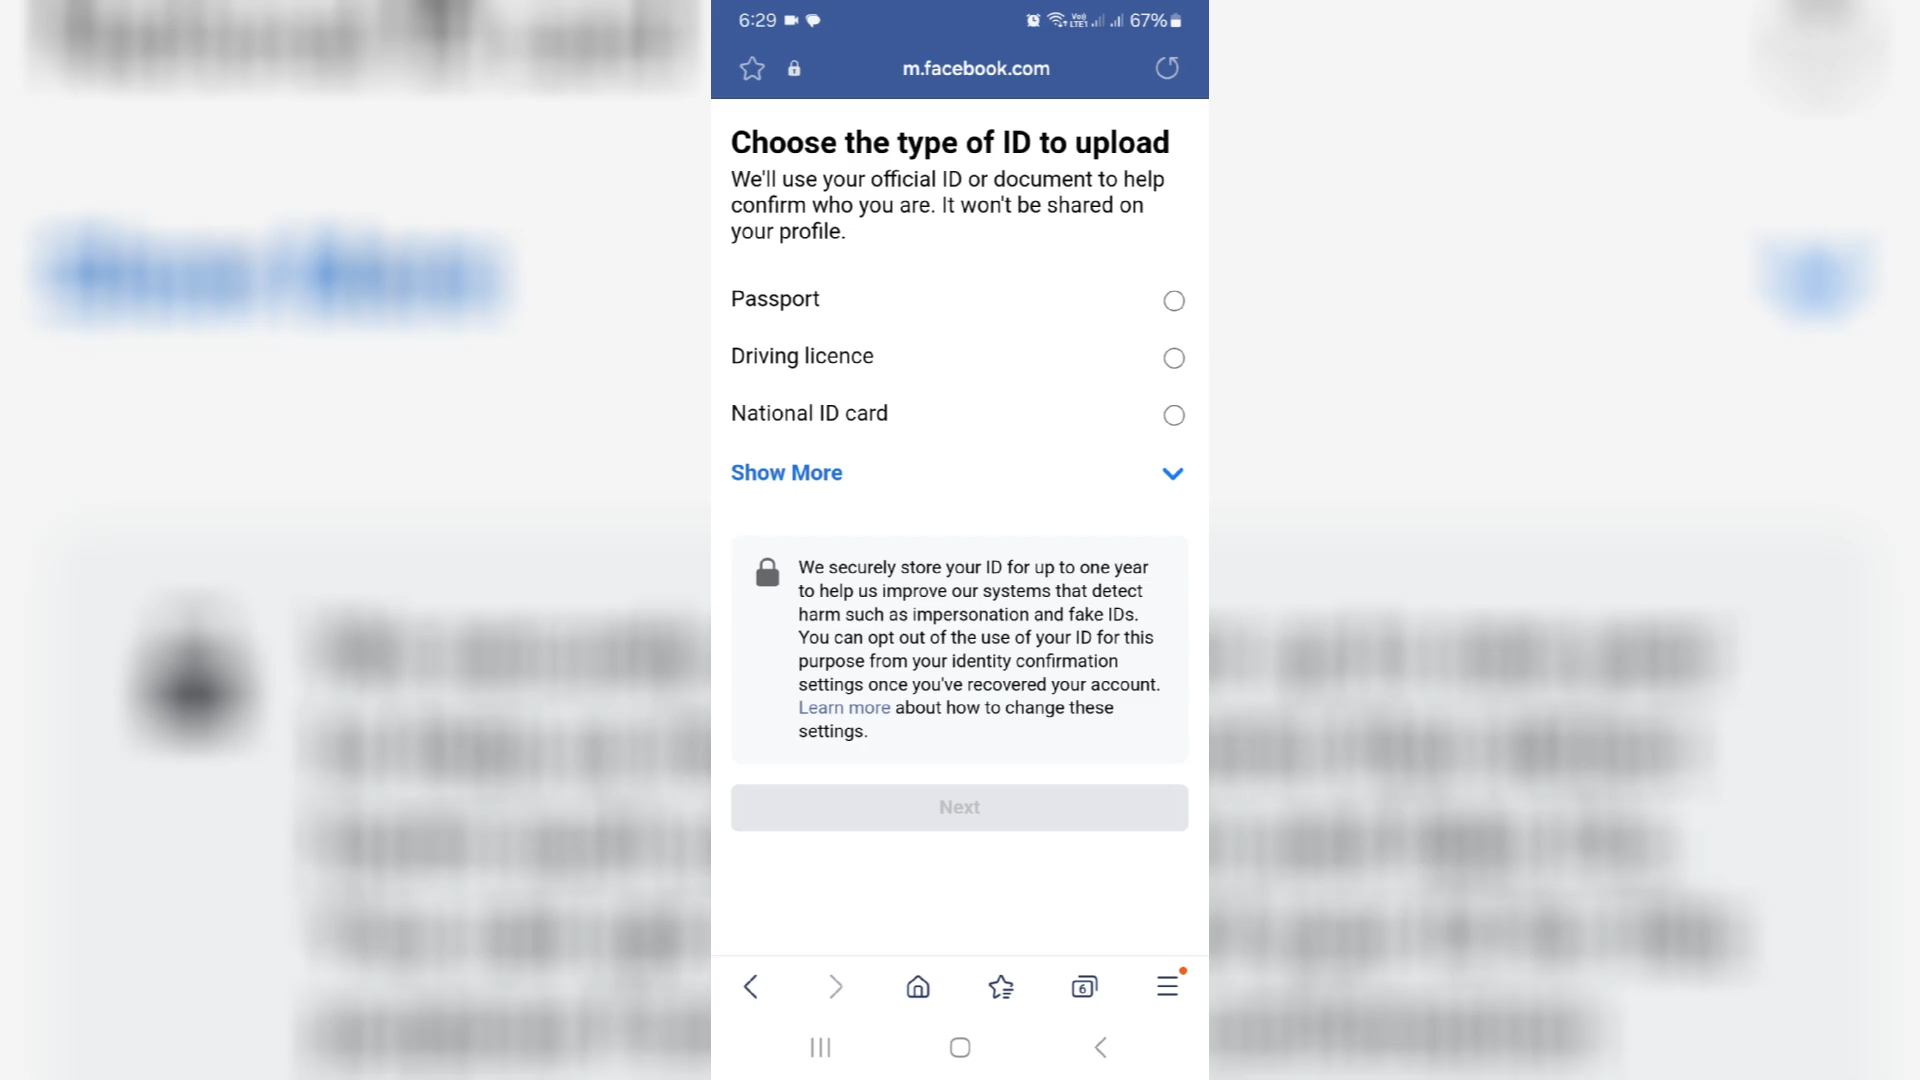 6:29
VoLTE1 67%
m.facebook.com
Choose the type of ID to upload
We'll use your official ID or document to help
confirm who you are. It won't be shared on
your profile.
Passport
Driving licence
National ID card
Show More
We securely store your ID for up to one year
to help us improve our systems that detect
harm such as impersonation and fake IDs.
You can opt out of the use of your ID for this
purpose from your identity confirmation
settings once you've recovered your account.
Learn more about how to change these
settings.
Next
6